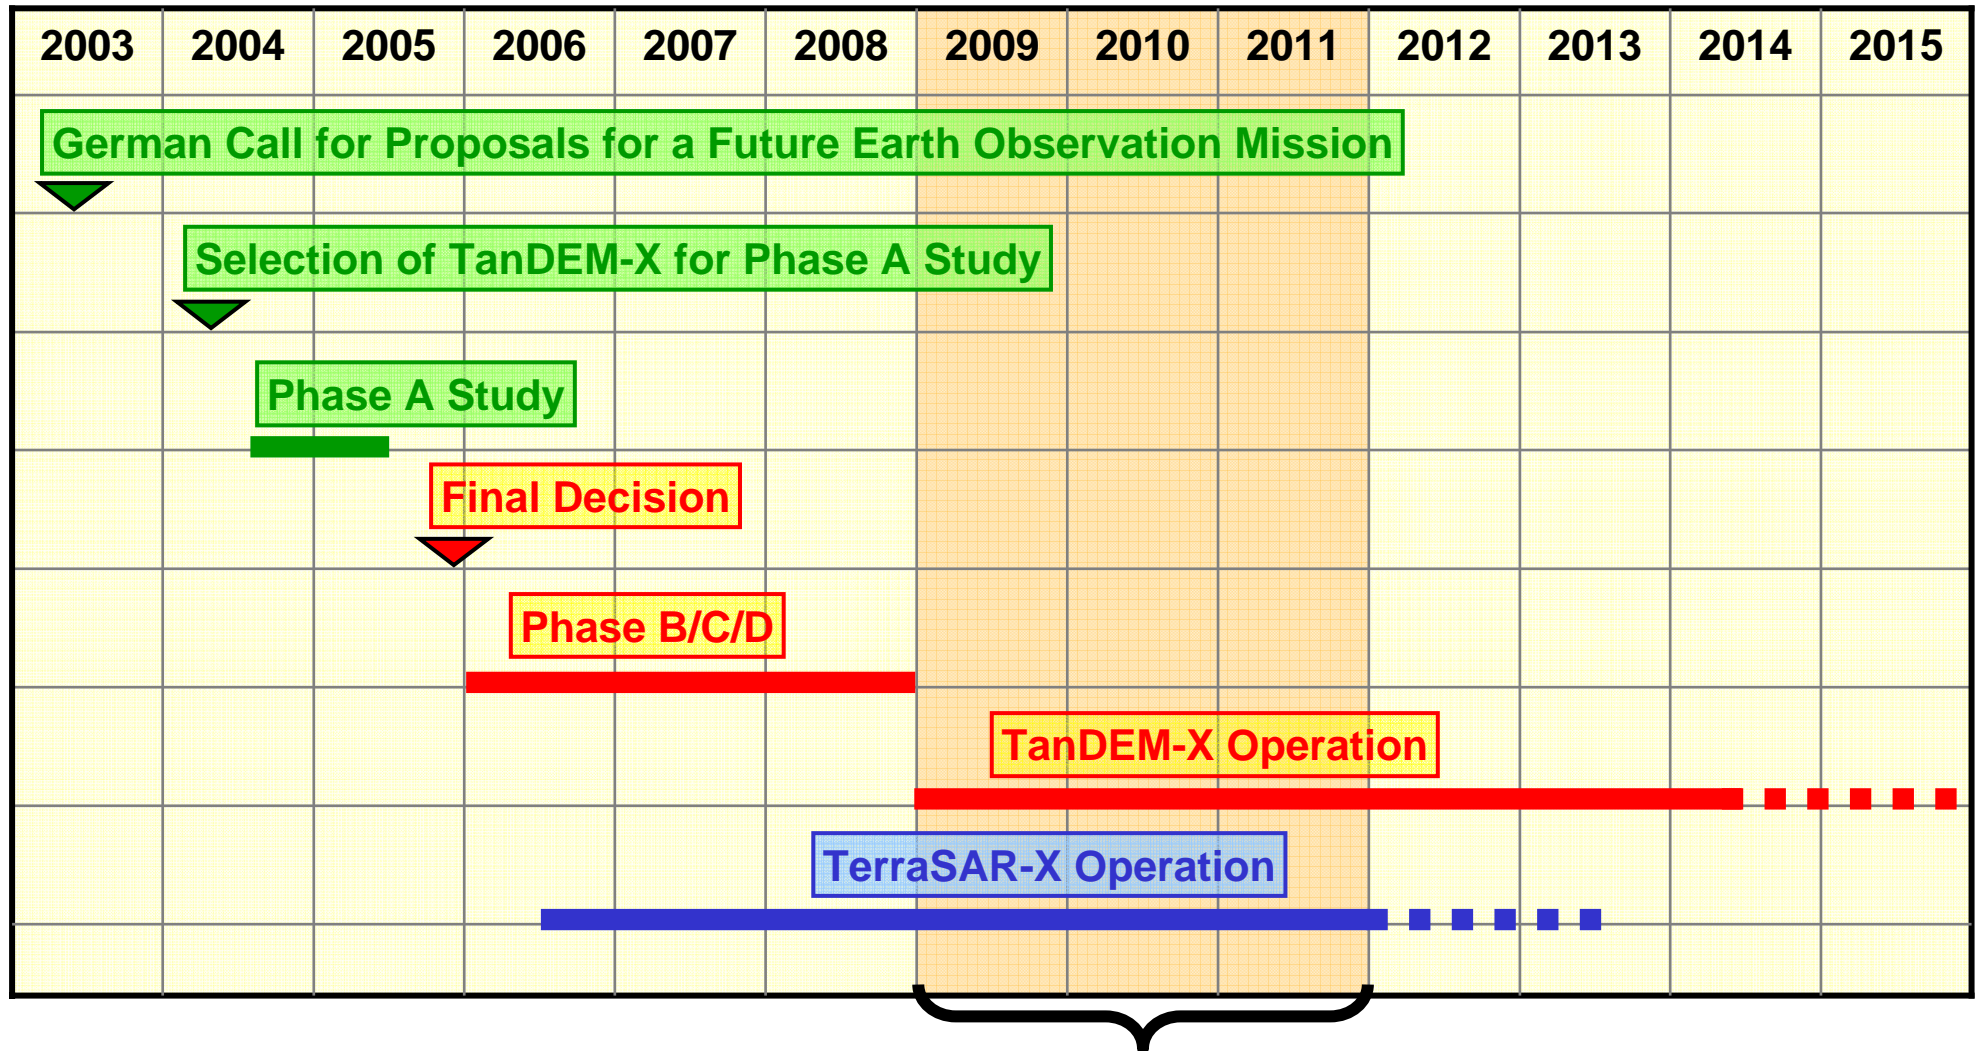 2003 2004 2005 2006 2007 2008 2009 2010 2011 2012 2013 2014 2015
German Call for Proposals for a Future Earth Observation Mission
Selection of TanDEM-X for Phase A Study
Phase A Study
Final Decision
Phase B/C/D
TanDEM-X Operation
TerraSAR-X Operation